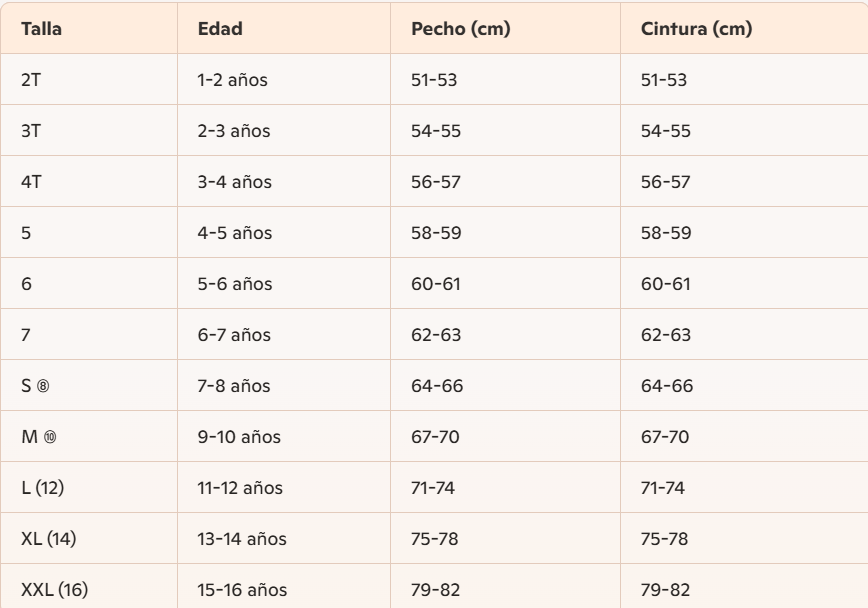 Talla Edad Pecho (cm) Cintura (cm)
2T 1-2 años 51-53 51-53
3T 2-3 años 54-55 54-55
4T 3-4 años 56-57 56-57
5 4-5 años 58-59 58-59
6 5-6 años 60-61 60-61
7 6-7 años 62-63 62-63
S ⑧ 7-8 años 64-66 64-66
M ⑩ 9-10 años 67-70 67-70
L (12) 11-12 años 71-74 71-74
XL (14) 13-14 años 75-78 75-78
XXL (16) 15-16 años 79-82 79-82